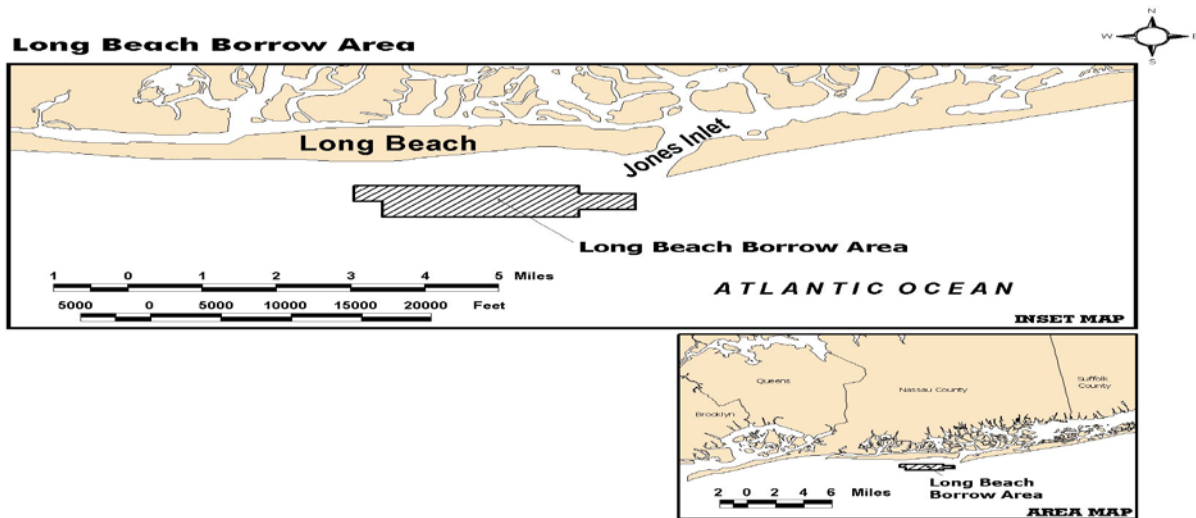 N
W E
S
Long Beach Borrow Area
Long Beach
Jones Inlet
Long Beach Borrow Area
1 0 1 2 3 4 5 Miles
5000 0 5000 10000 15000 20000 Feet
ATLANTIC OCEAN
INSET MAP
Queens
Nassau County
Suffolk
County
Brooklyn
Long Beach
Borrow Area
2 0 2 4 6 Miles
AREA MAP